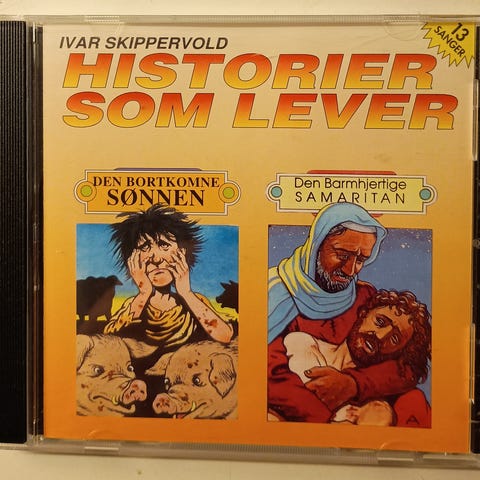 IVAR SKIPPERVOLD
HISTORIER
SOM LEVER
13
SANGER
DEN BORTKOMNE
SØNNEN
Den Barmhjertige
SAMARITAN
A